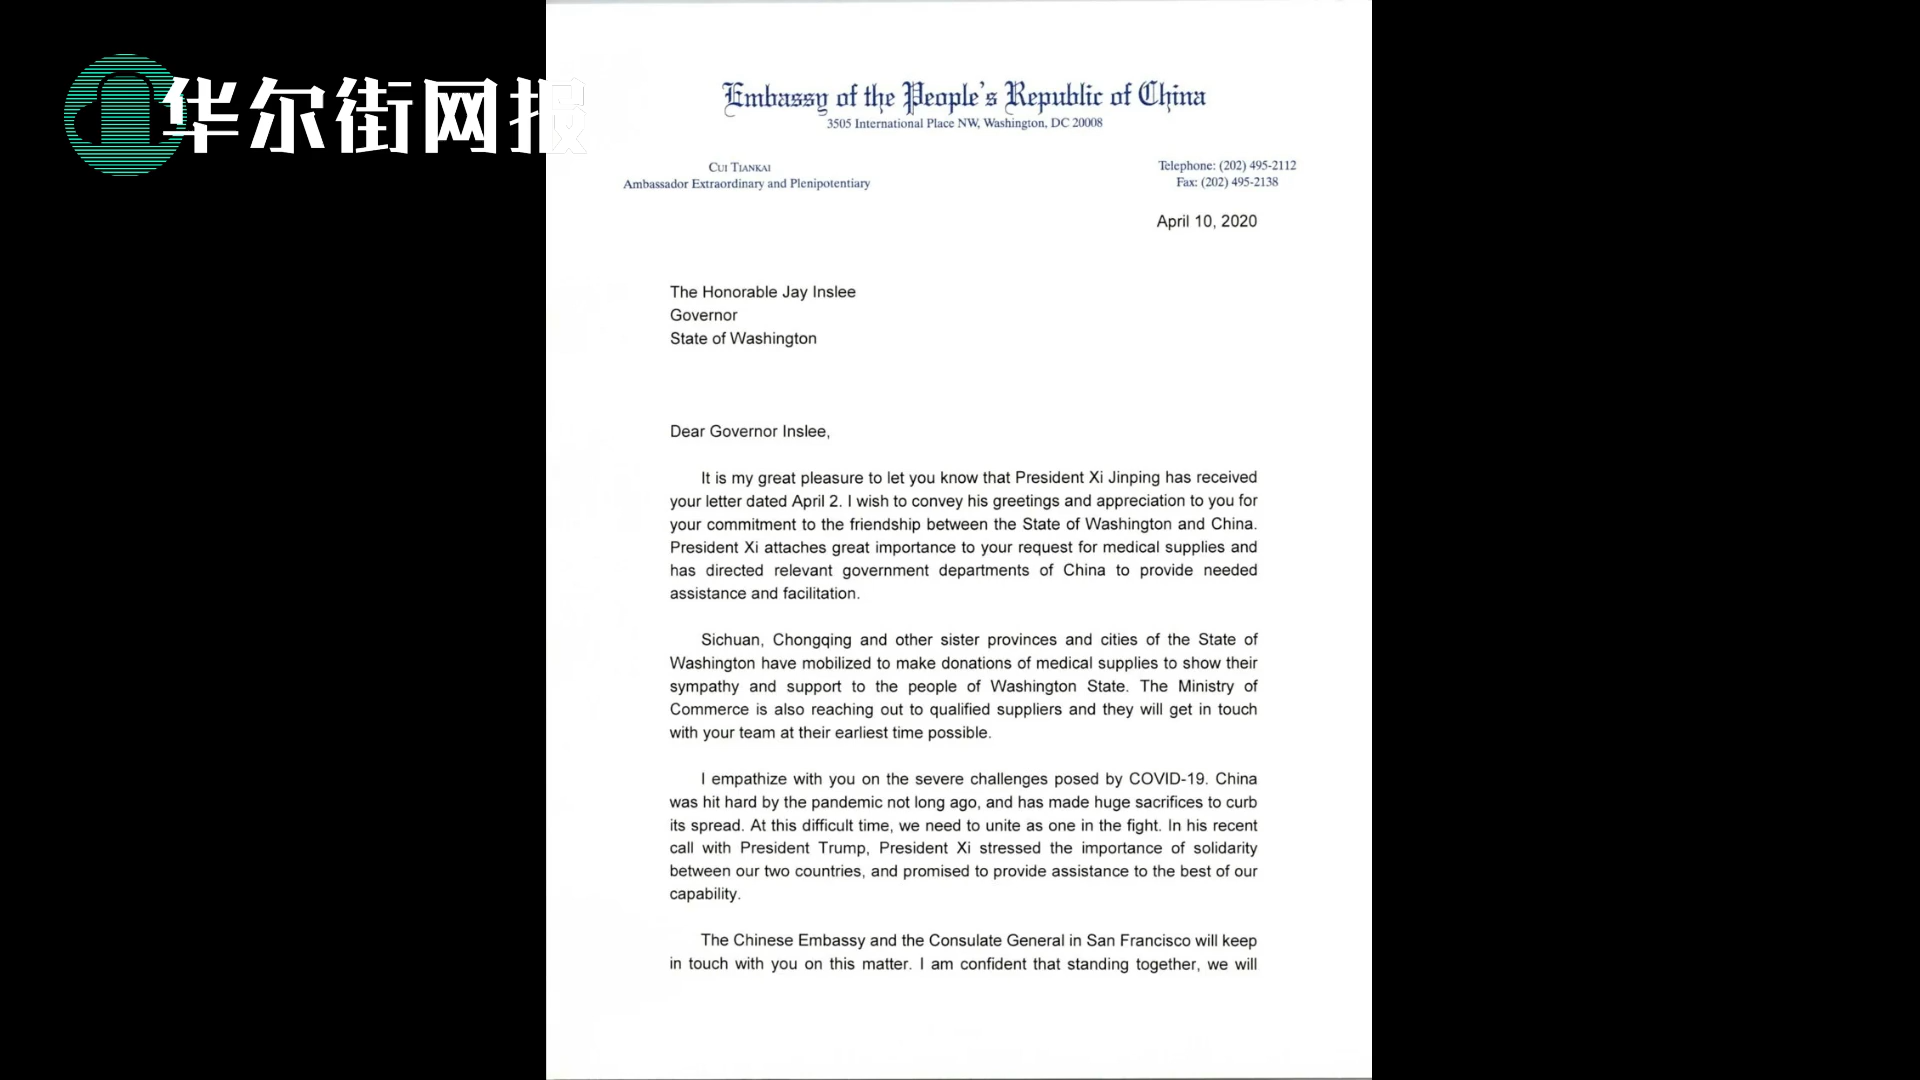 华尔街网报
Embassy of the People's Republic of China
3505 International Place NW, Washington, DC 20008
Cui Tiankai
Ambassador Extraordinary and Plenipotentiary
Telephone: (202) 495-2112
Fax: (202) 495-2138
April 10, 2020
The Honorable Jay Inslee
Governor
State of Washington
Dear Governor Inslee,
It is my great pleasure to let you know that President Xi Jinping has received
your letter dated April 2. I wish to convey his greetings and appreciation to you for
your commitment to the friendship between the State of Washington and China.
President Xi attaches great importance to your request for medical supplies and
has directed relevant government departments of China to provide needed
assistance and facilitation.
Sichuan, Chongqing and other sister provinces and cities of the State of
Washington have mobilized to make donations of medical supplies to show their
sympathy and support to the people of Washington State. The Ministry of
Commerce is also reaching out to qualified suppliers and they will get in touch
with your team at their earliest time possible.
I empathize with you on the severe challenges posed by COVID-19. China
was hit hard by the pandemic not long ago, and has made huge sacrifices to curb
its spread. At this difficult time, we need to unite as one in the fight. In his recent
call with President Trump, President Xi stressed the importance of solidarity
between our two countries, and promised to provide assistance to the best of our
capability.
The Chinese Embassy and the Consulate General in San Francisco will keep
in touch with you on this matter. I am confident that standing together, we will